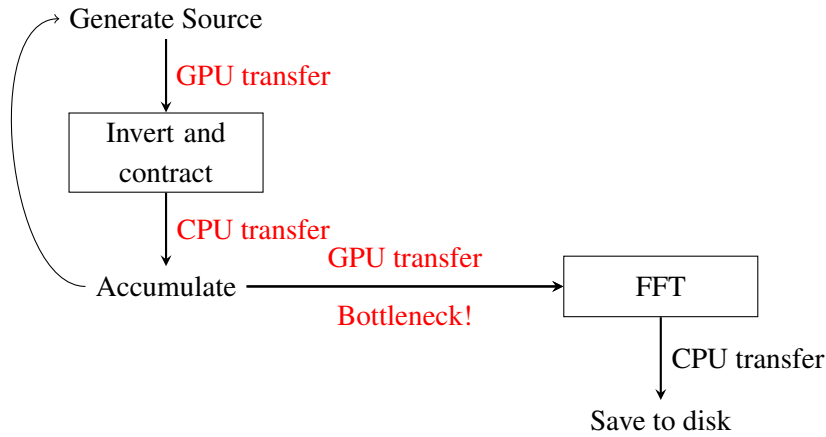 Generate Source
GPU transfer
Invert and
contract
CPU transfer
GPU transfer
Accumulate
FFT
Bottleneck!
CPU transfer
Save to disk